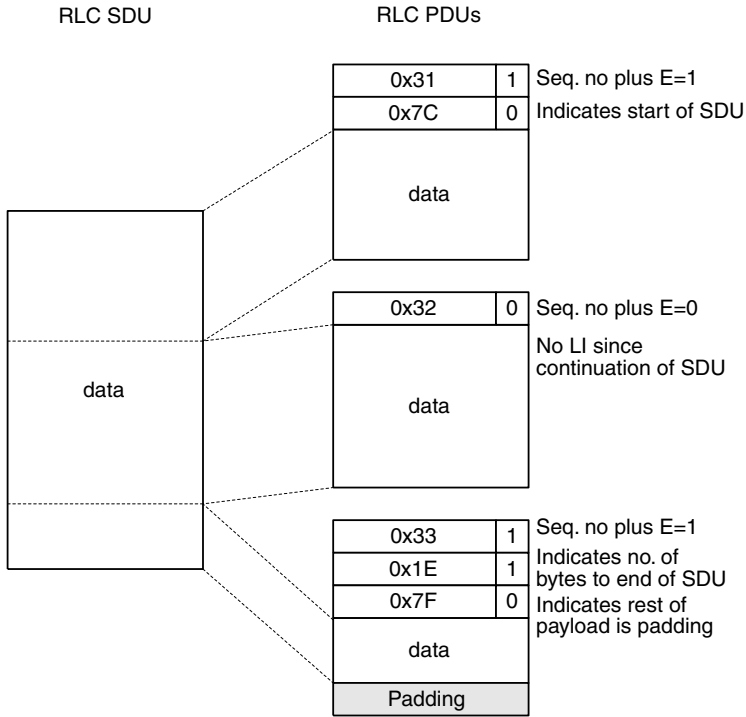 RLC SDU
RLC PDUs
0x31 1 Seq. no plus E=1
0x7C 0 Indicates start of SDU
data
0x32 0 Seq. no plus E=0
No LI since
continuation of SDU
data
data
0x33 1 Seq. no plus E=1
0x1E 1 Indicates no. of
bytes to end of SDU
0x7F 0 Indicates rest of
payload is padding
data
Padding